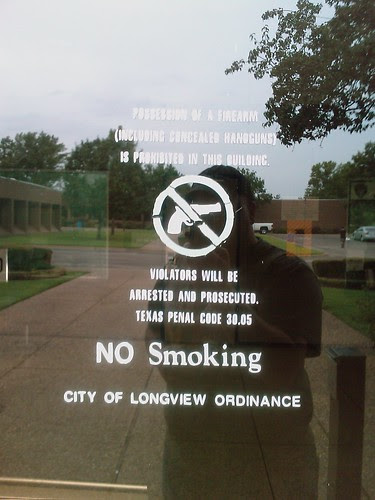 POSSESSION OF A FIREARM
(INCLUDING CONCEALED HANDGUNS)
IS PROHIBITED IN THIS BUILDING.
VIOLATORS WILL BE
ARRESTED AND PROSECUTED.
TEXAS PENAL CODE 30.05
NO Smoking
CITY OF LONGVIEW ORDINANCE